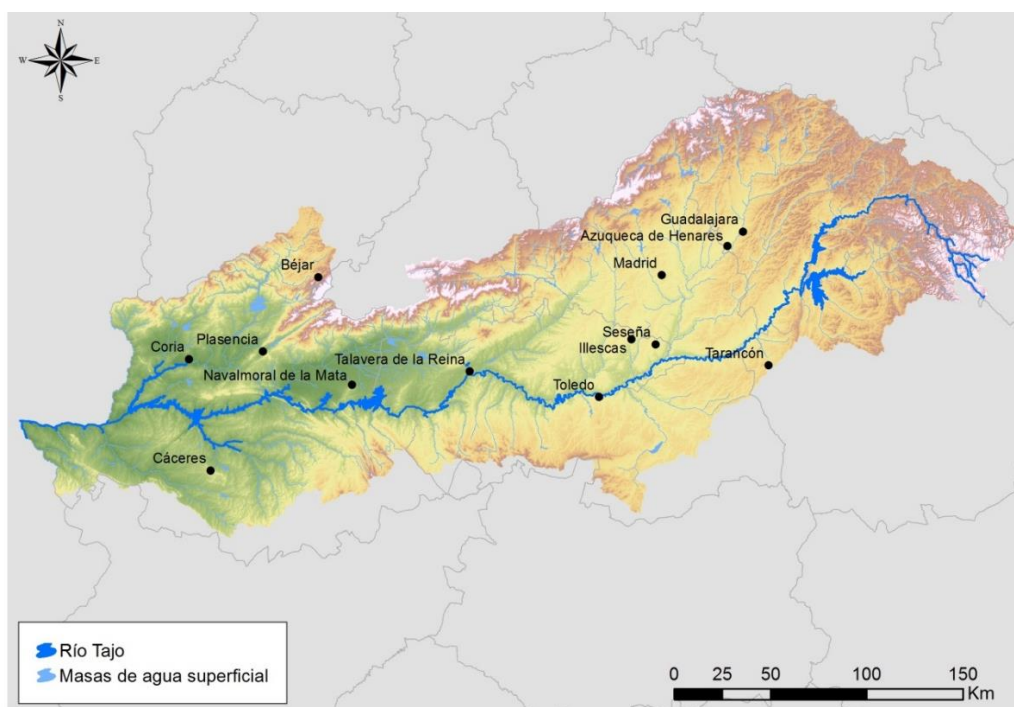 N
W E
S
Guadalajara
Azuqueca de Henares
Madrid
Béjar
Seseña
Illescas
Plasencia
Coria
Talavera de la Reina
Tarancón
Navalmoral de la Mata
Toledo
Cáceres
Río Tajo
Masas de agua superficial
0 25 50 100 150
Km